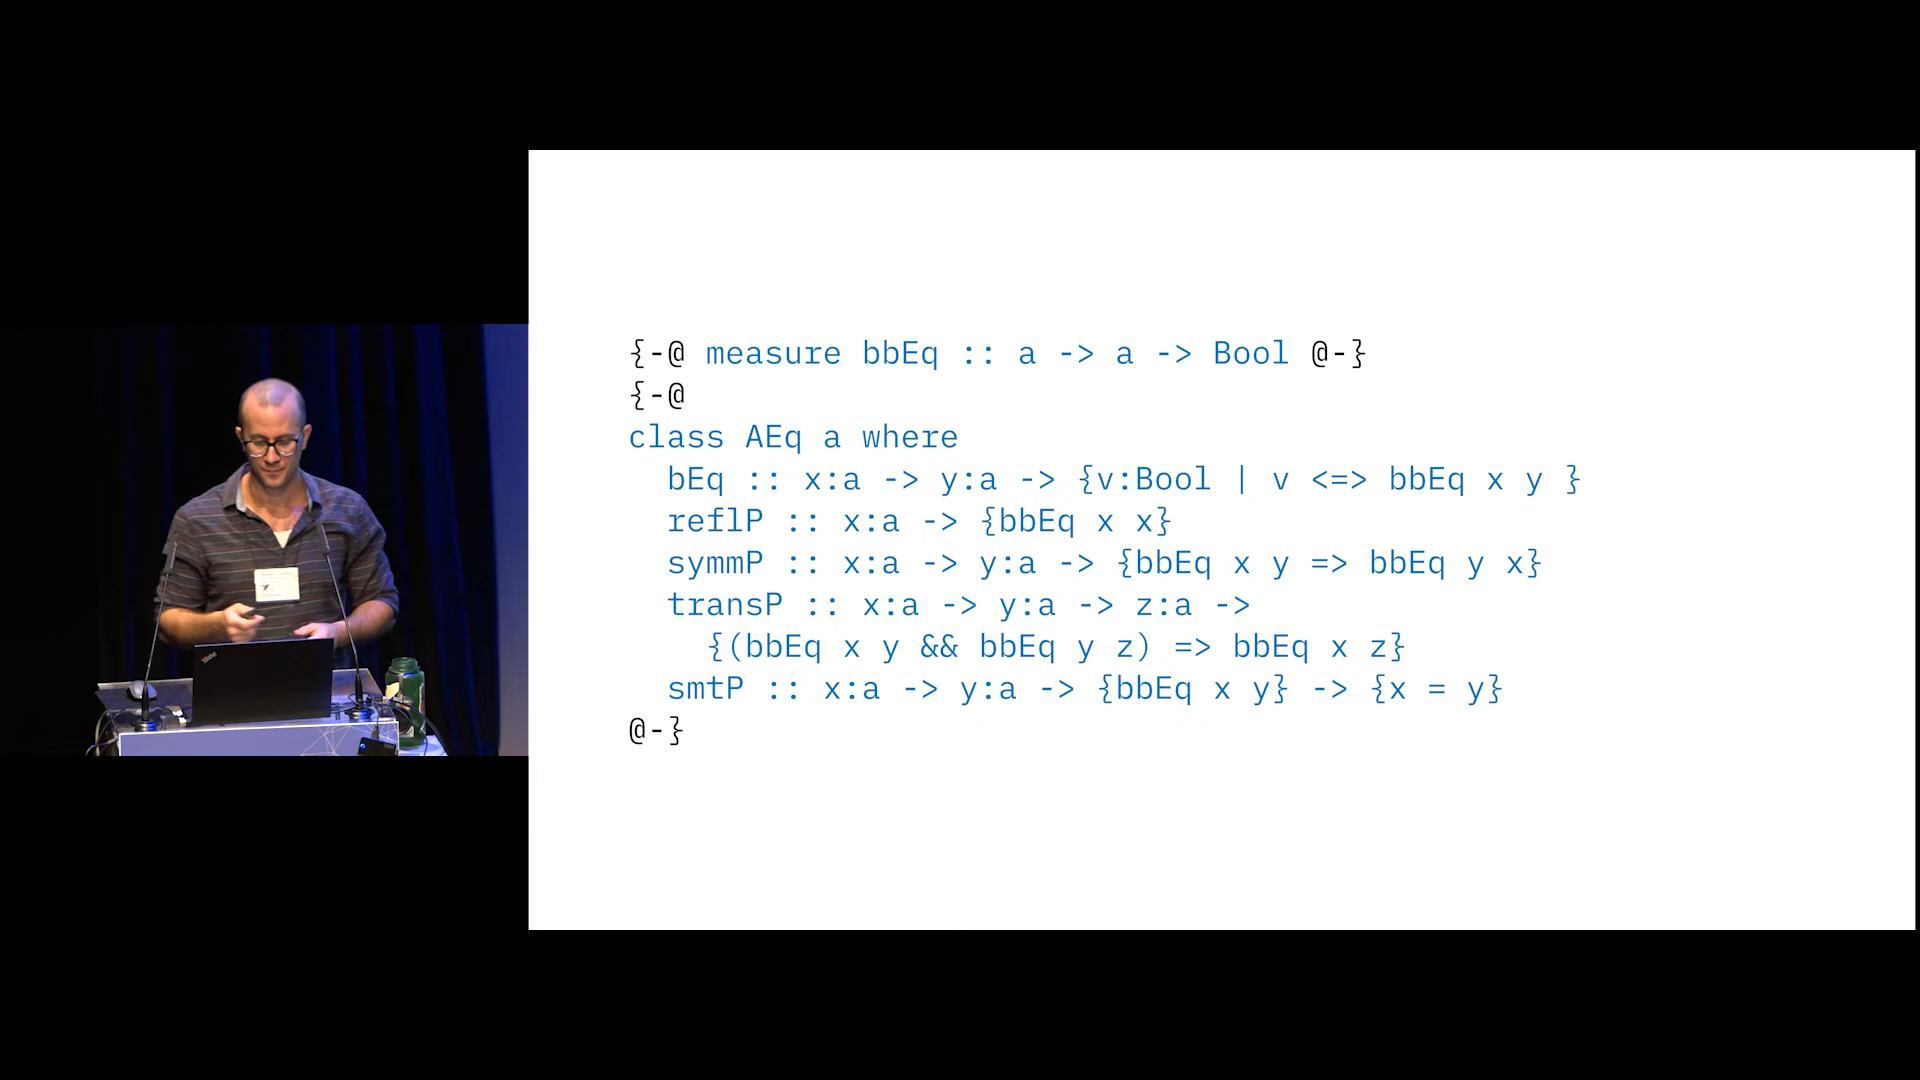 {-@ measure bbEq :: a -> a -> Bool @-}
{-@
class AEq a where
  bEq :: x:a -> y:a -> {v:Bool | v <=> bbEq x y }
  reflP :: x:a -> {bbEq x x}
  symmP :: x:a -> y:a -> {bbEq x y => bbEq y x}
  transP :: x:a -> y:a -> z:a ->
    {(bbEq x y && bbEq y z) => bbEq x z}
  smtP :: x:a -> y:a -> {bbEq x y} -> {x = y}
@-}